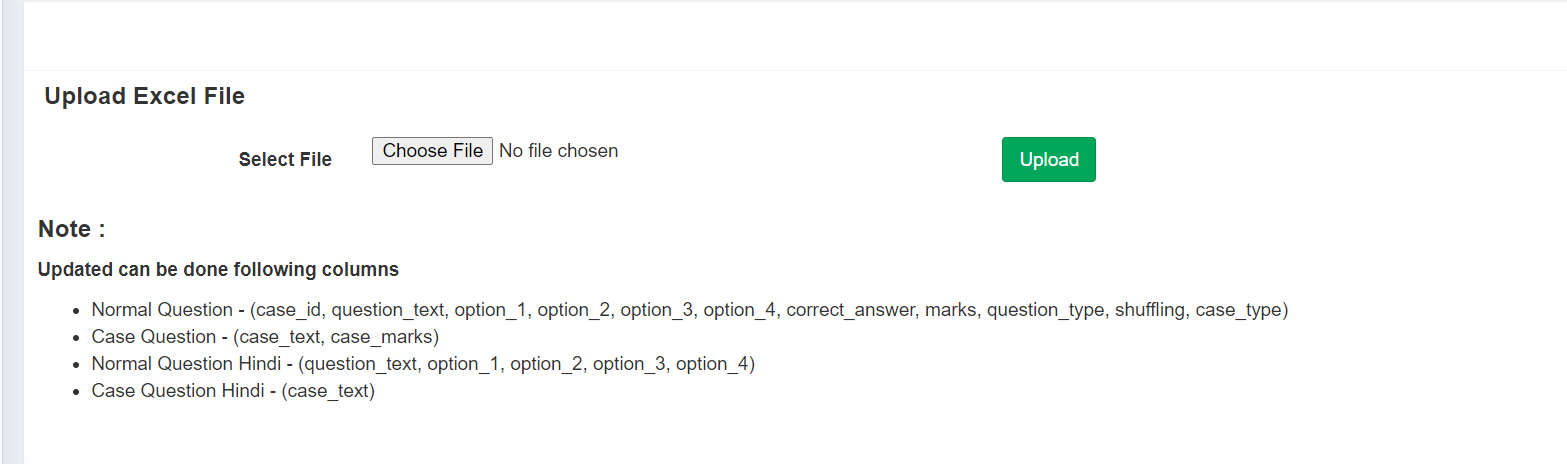 Upload Excel File
Select File Choose File No file chosen Upload
Note :
Updated can be done following columns
Normal Question - (case_id, question_text, option_1, option_2, option_3, option_4, correct_answer, marks, question_type, shuffling, case_type)
Case Question - (case_text, case_marks)
Normal Question Hindi - (question_text, option_1, option_2, option_3, option_4)
Case Question Hindi - (case_text)